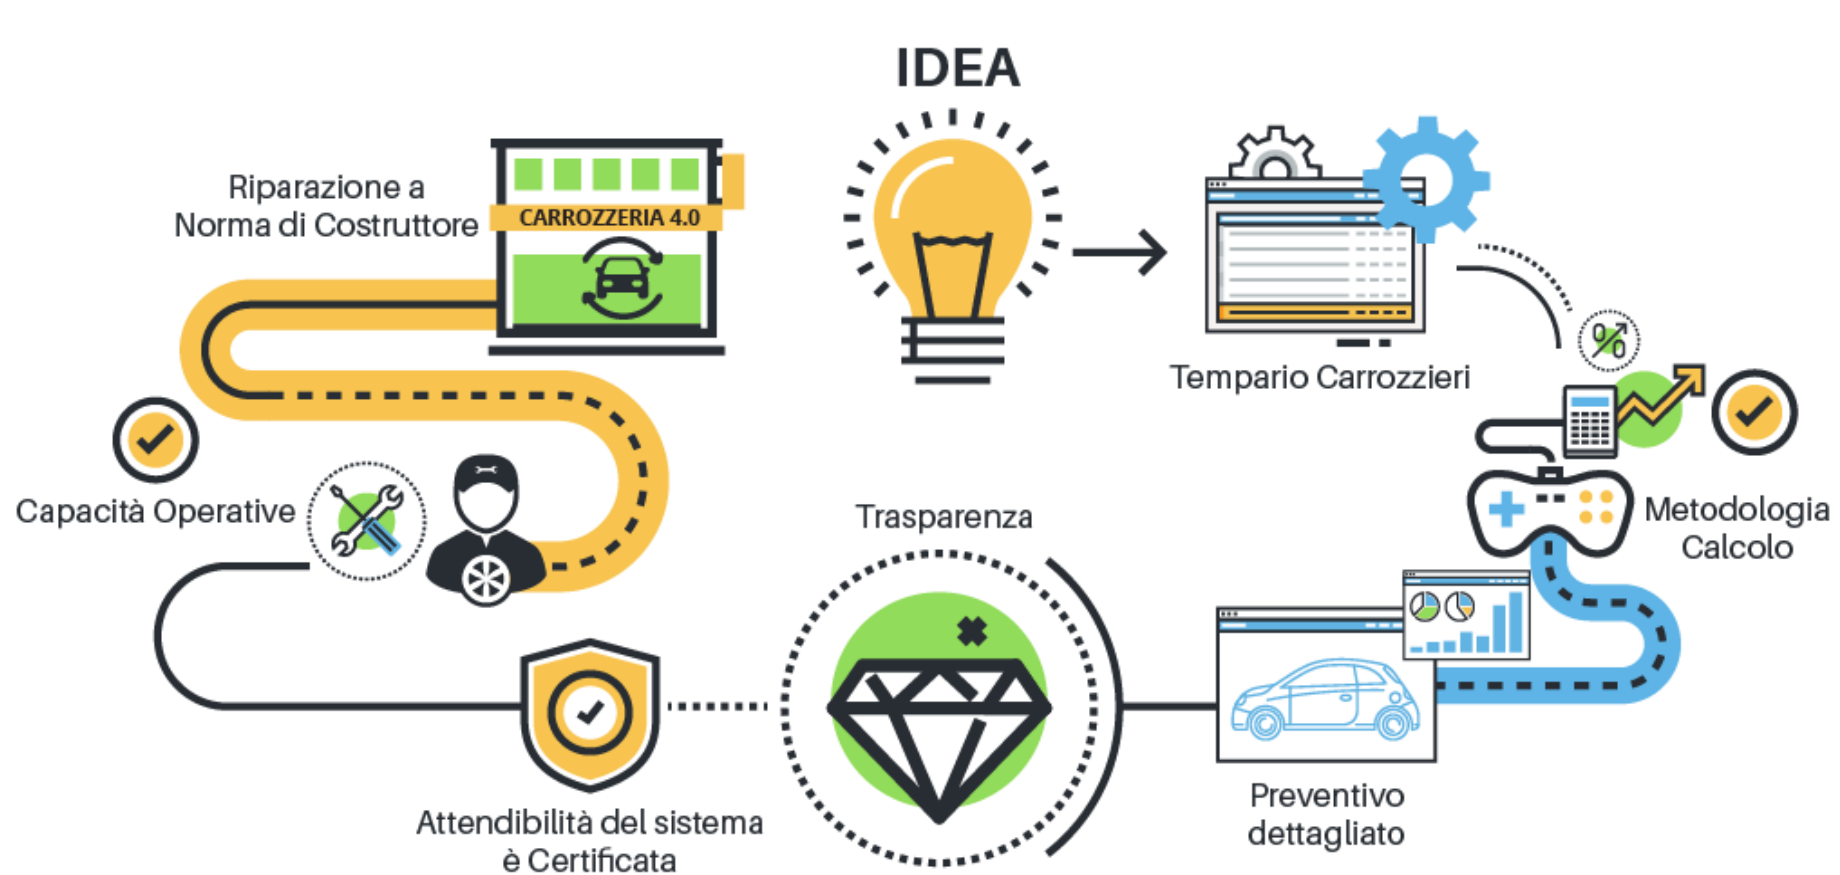 IDEA
Riparazione a
Norma di Costruttore
CARROZZERIA 4.0
Tempario Carrozzieri
%
Capacità Operative
Metodologia
Calcolo
Trasparenza
Preventivo
dettagliato
Attendibilità del sistema
è Certificata